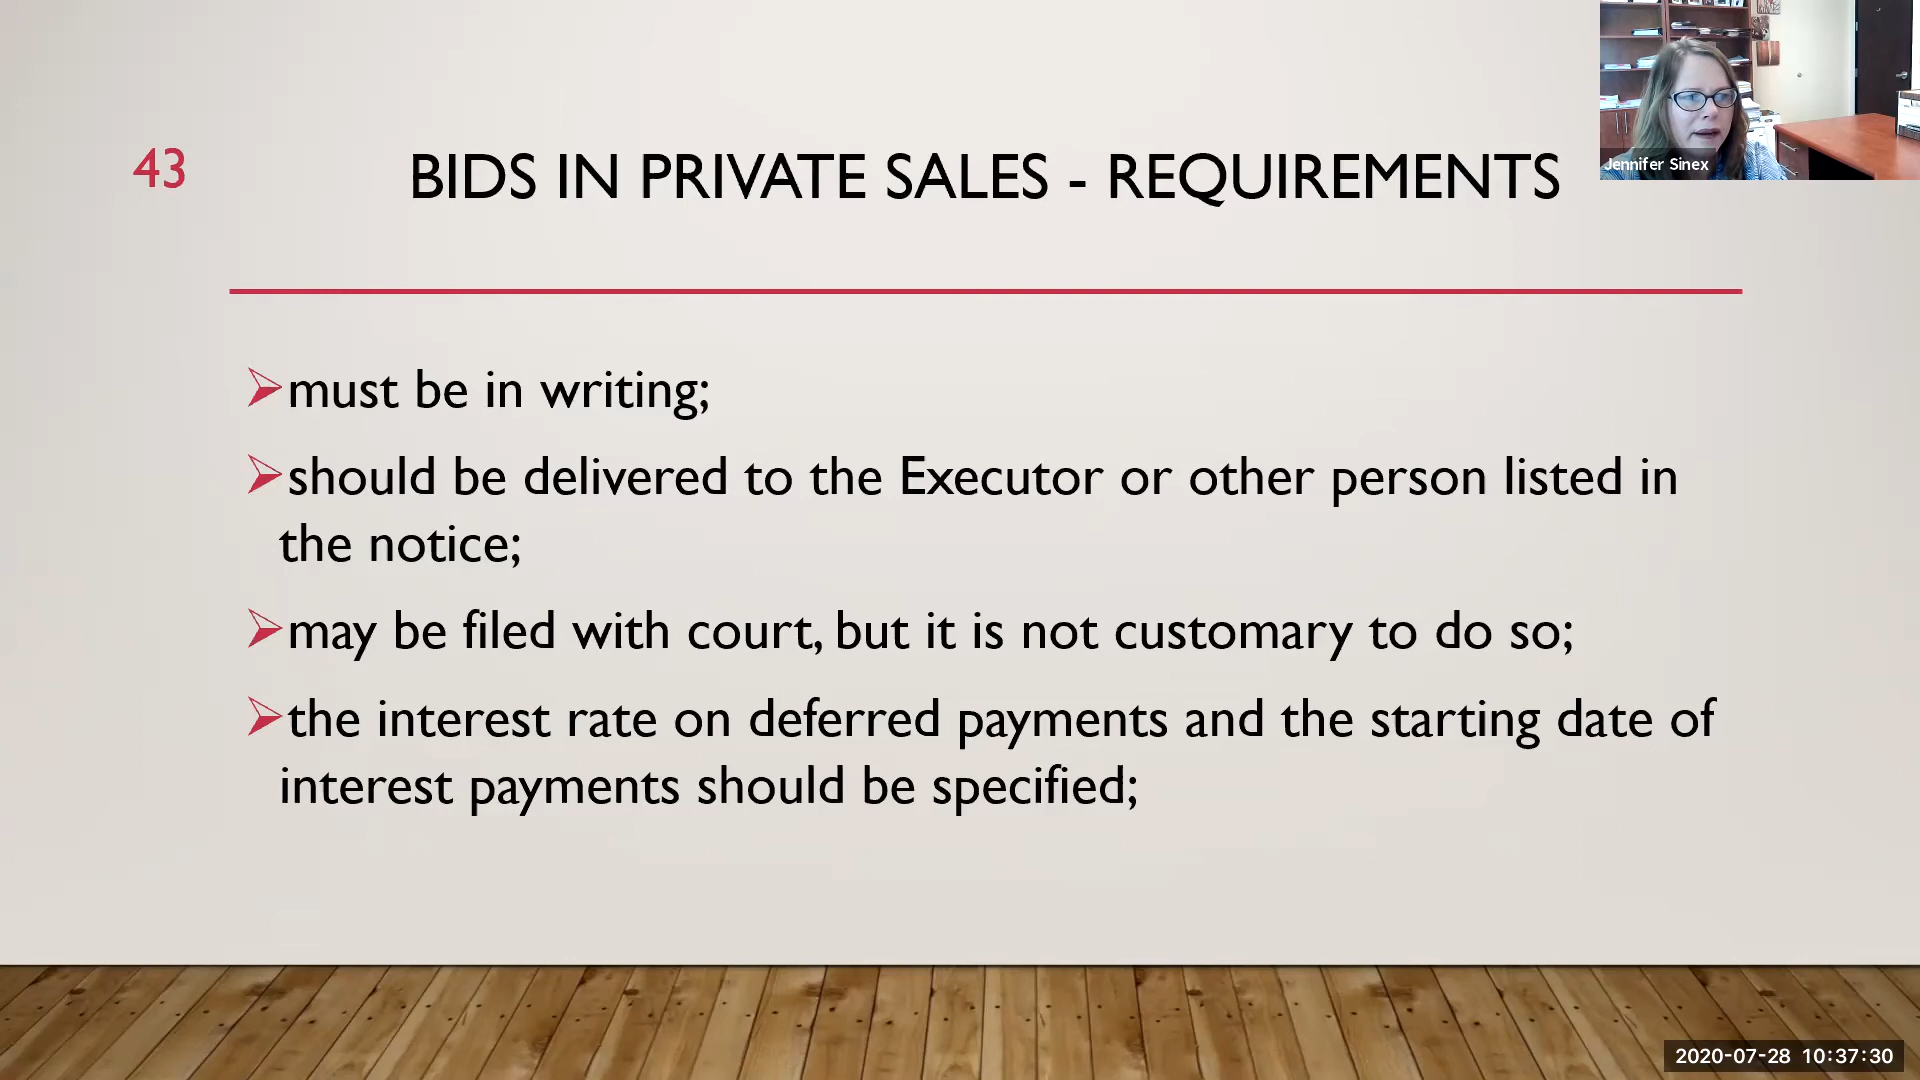 43
BIDS IN PRIVATE SALES - REQUIREMENTS
Jennifer Sinex
must be in writing;
should be delivered to the Executor or other person listed in
the notice;
may be filed with court, but it is not customary to do so;
the interest rate on deferred payments and the starting date of
interest payments should be specified;
2020-07-28 10:37:30